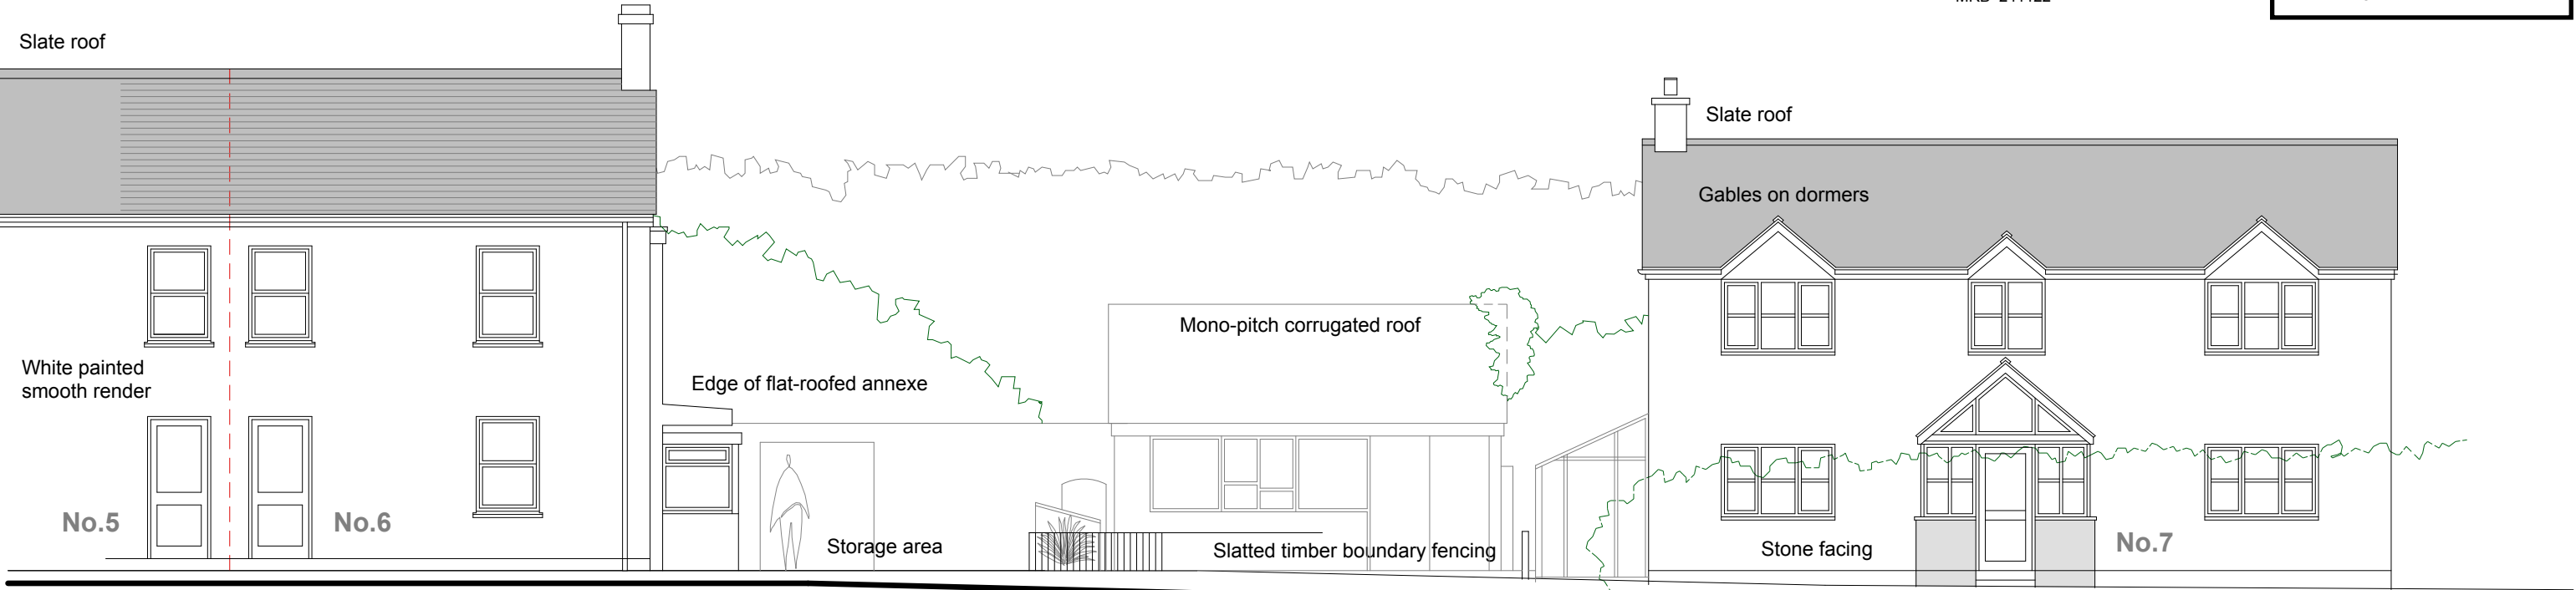 Slate roof
Slate roof
Gables on dormers
Mono-pitch corrugated roof
White painted
smooth render
Edge of flat-roofed annexe
No.5
No.6
Storage area
Slatted timber boundary fencing
Stone facing
No.7